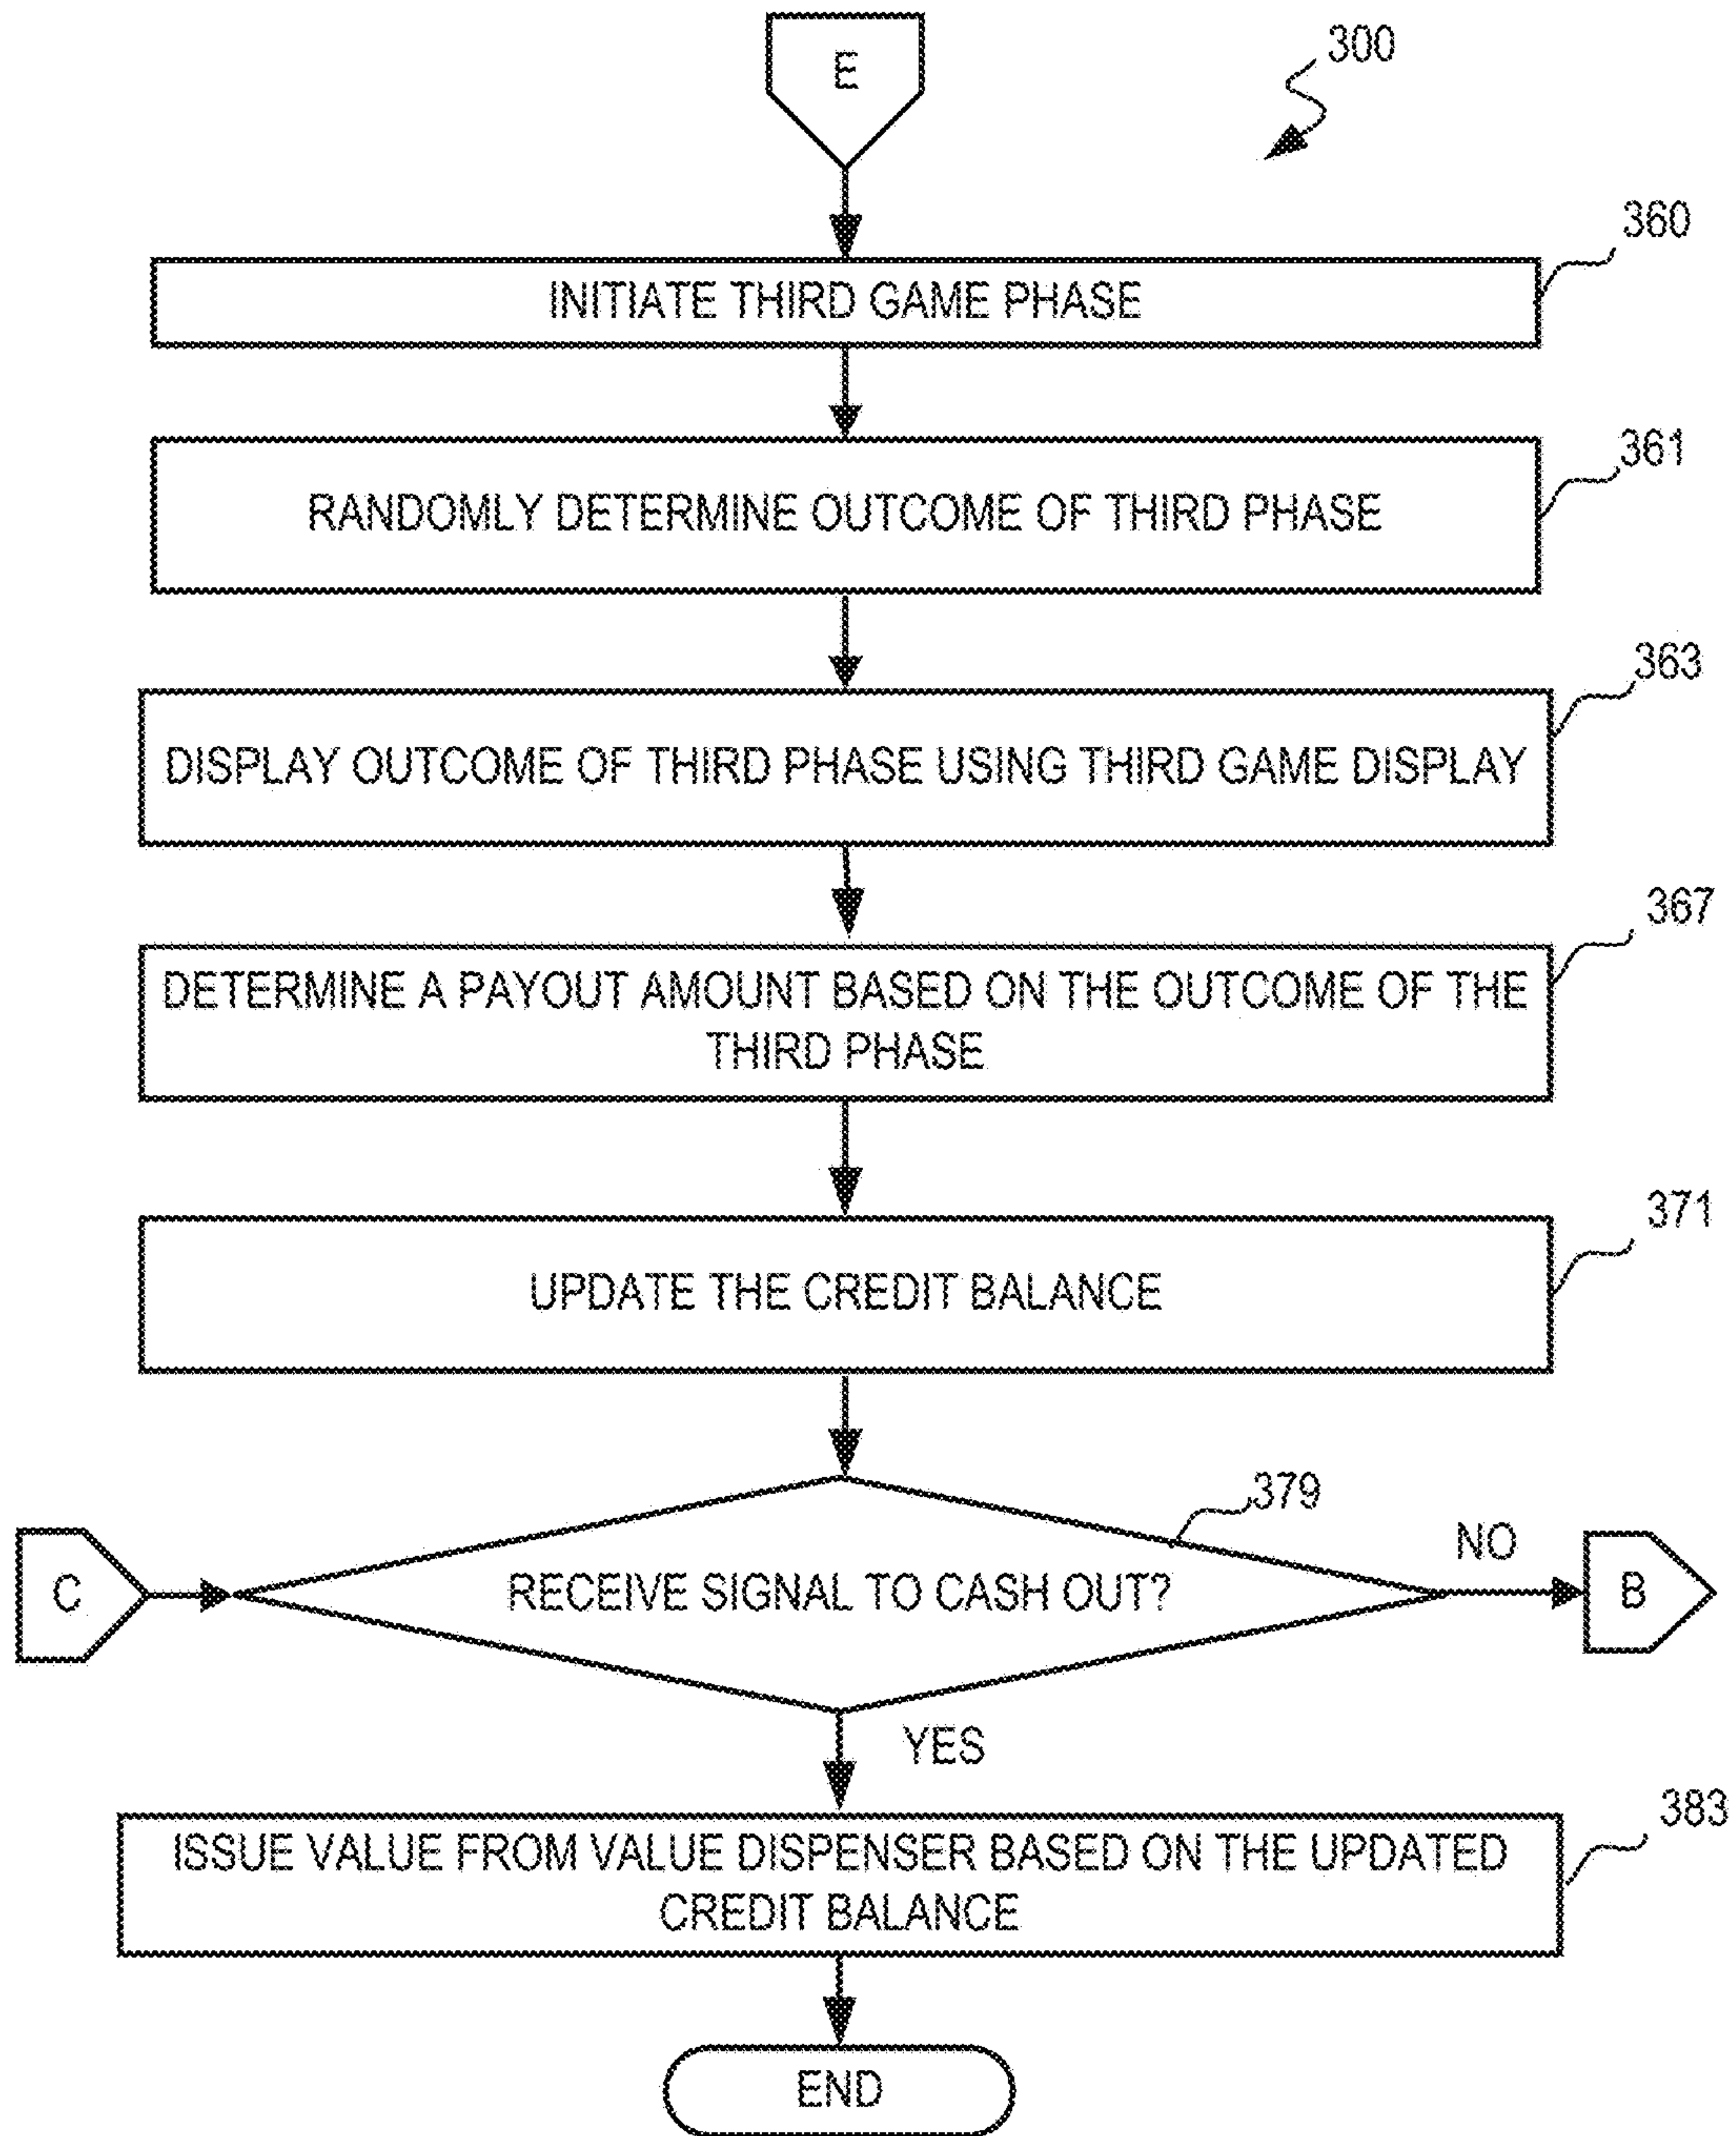 E
300
360
INITIATE THIRD GAME PHASE
361
RANDOMLY DETERMINE OUTCOME OF THIRD PHASE
363
DISPLAY OUTCOME OF THIRD PHASE USING THIRD GAME DISPLAY
367
DETERMINE A PAYOUT AMOUNT BASED ON THE OUTCOME OF THE
THIRD PHASE
371
UPDATE THE CREDIT BALANCE
379
NO
C
RECEIVE SIGNAL TO CASH OUT?
B
YES
383
ISSUE VALUE FROM VALUE DISPENSER BASED ON THE UPDATED
CREDIT BALANCE
END